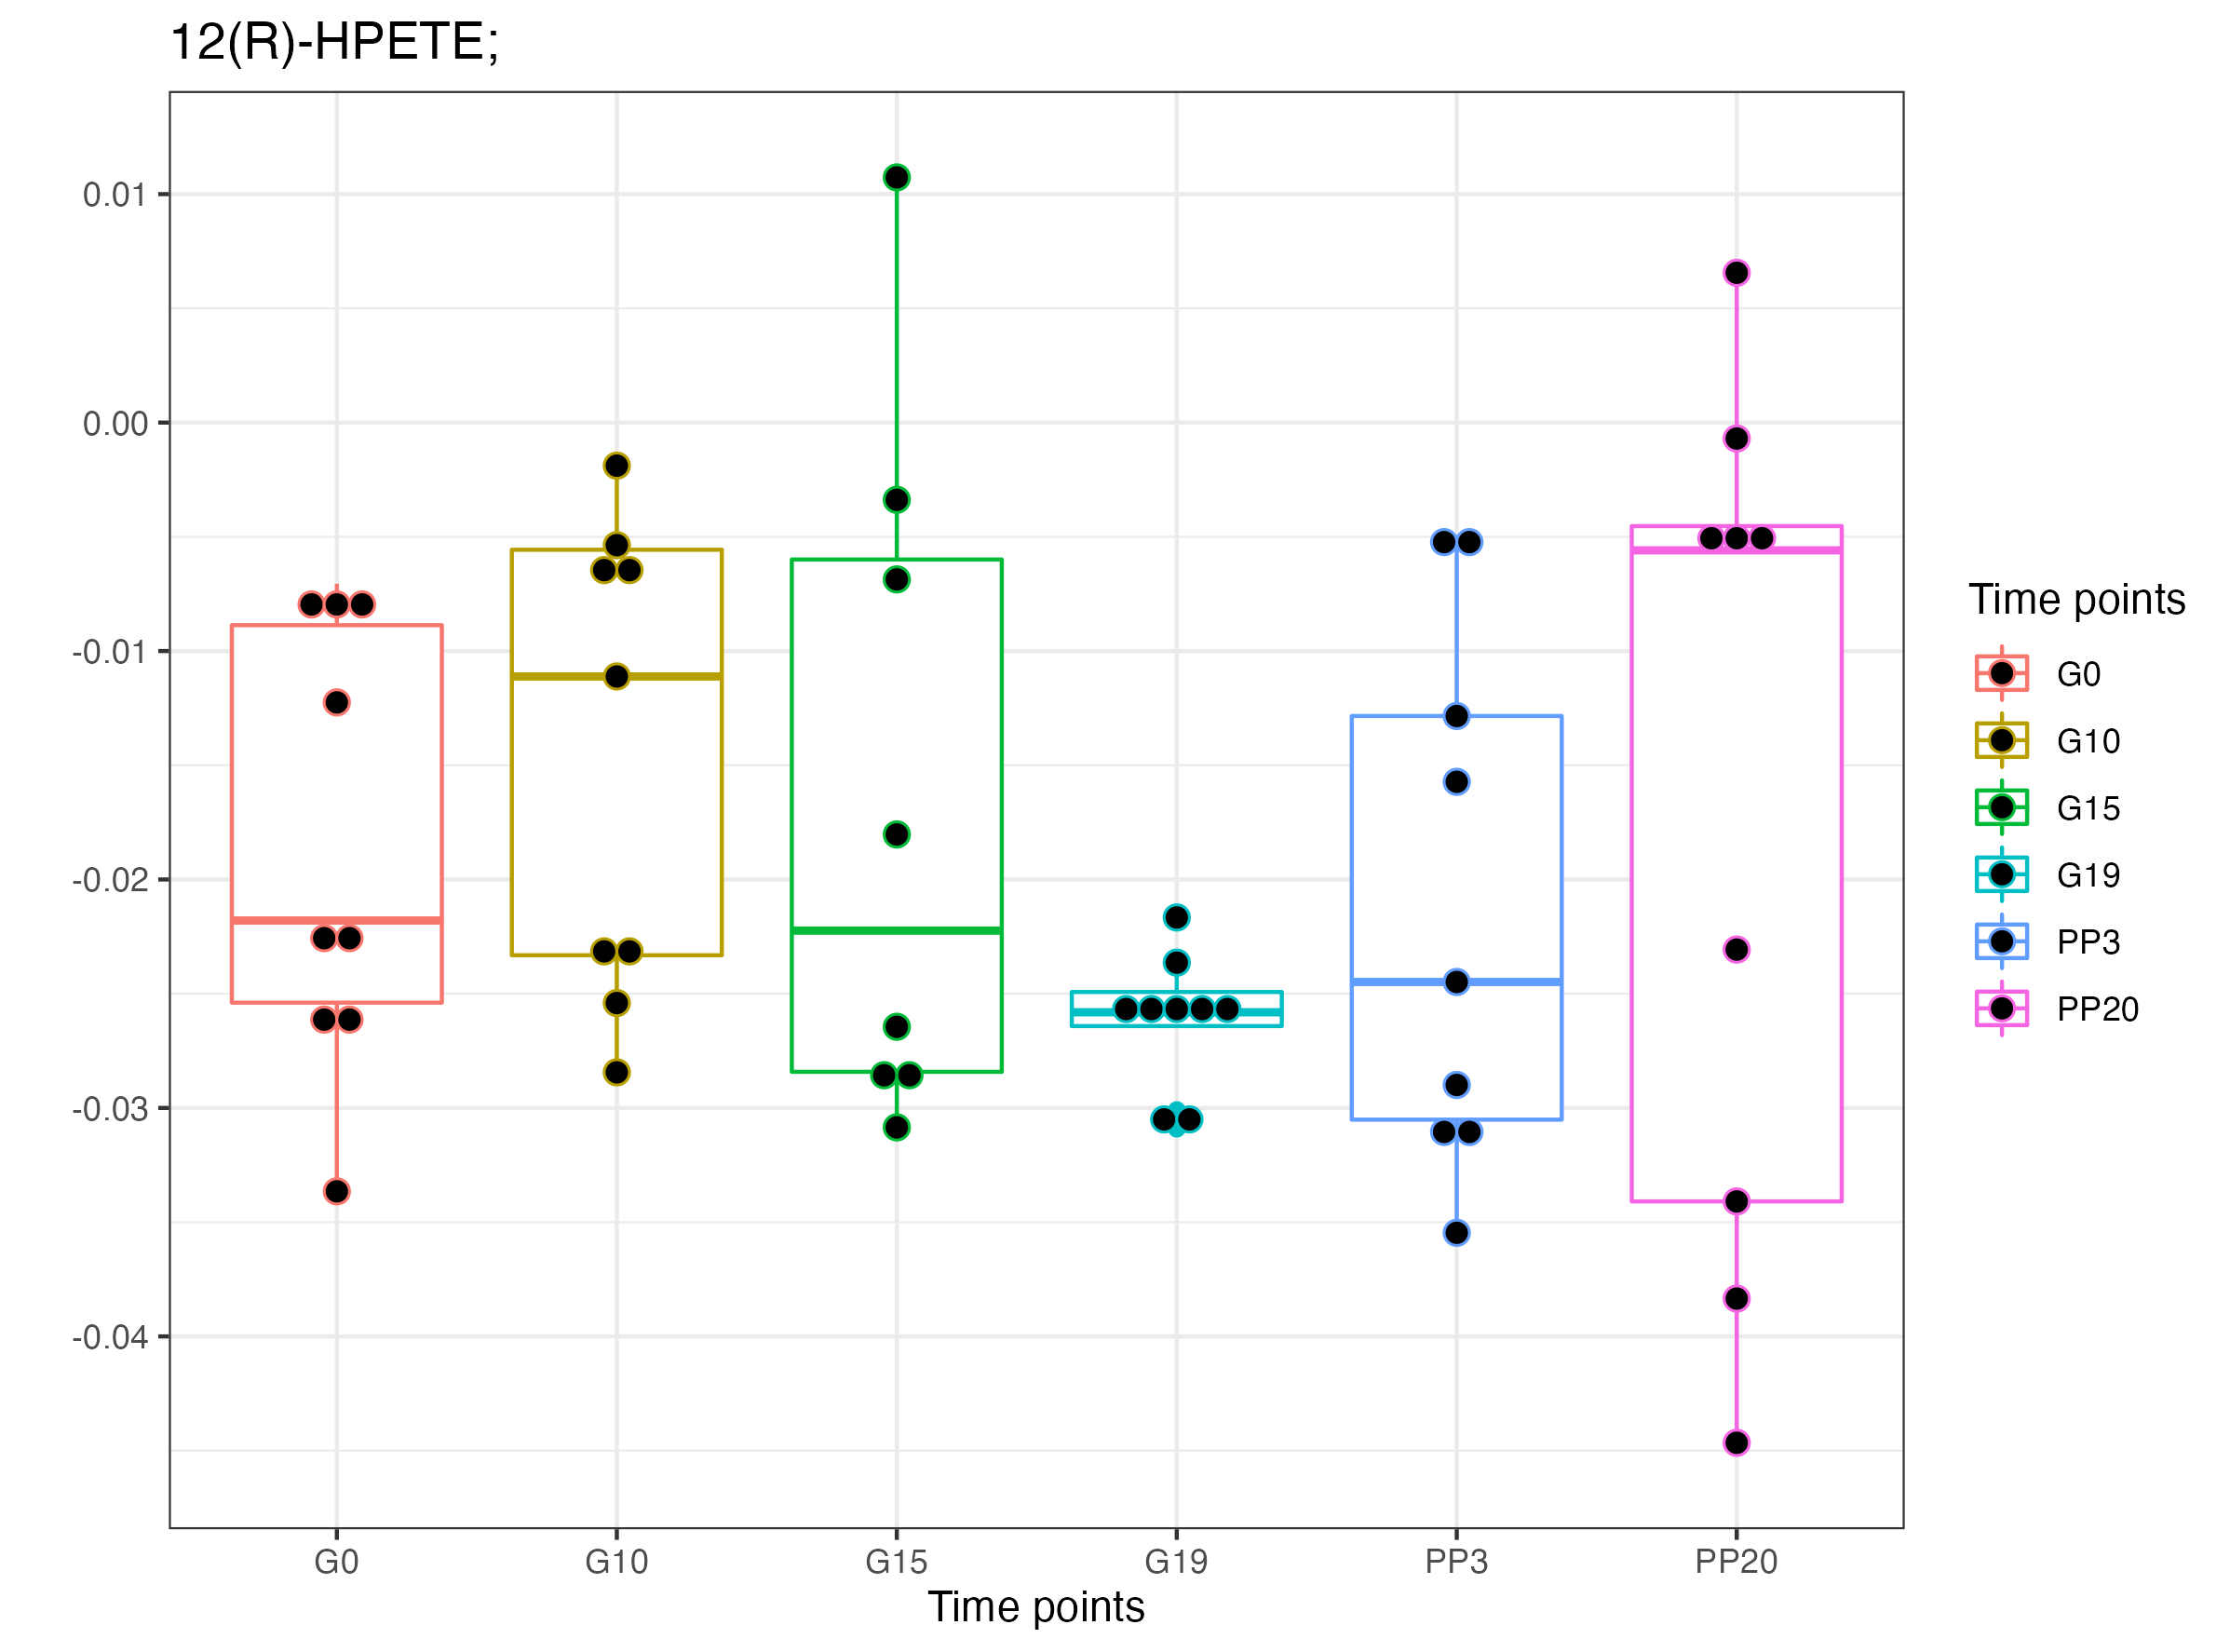 12(R)-HPETE;
0.01
0.00
-0.01
-0.02
-0.03
-0.04
G0 G10 G15 G19 PP3 PP20
Time points
Time points
G0
G10
G15
G19
PP3
PP20